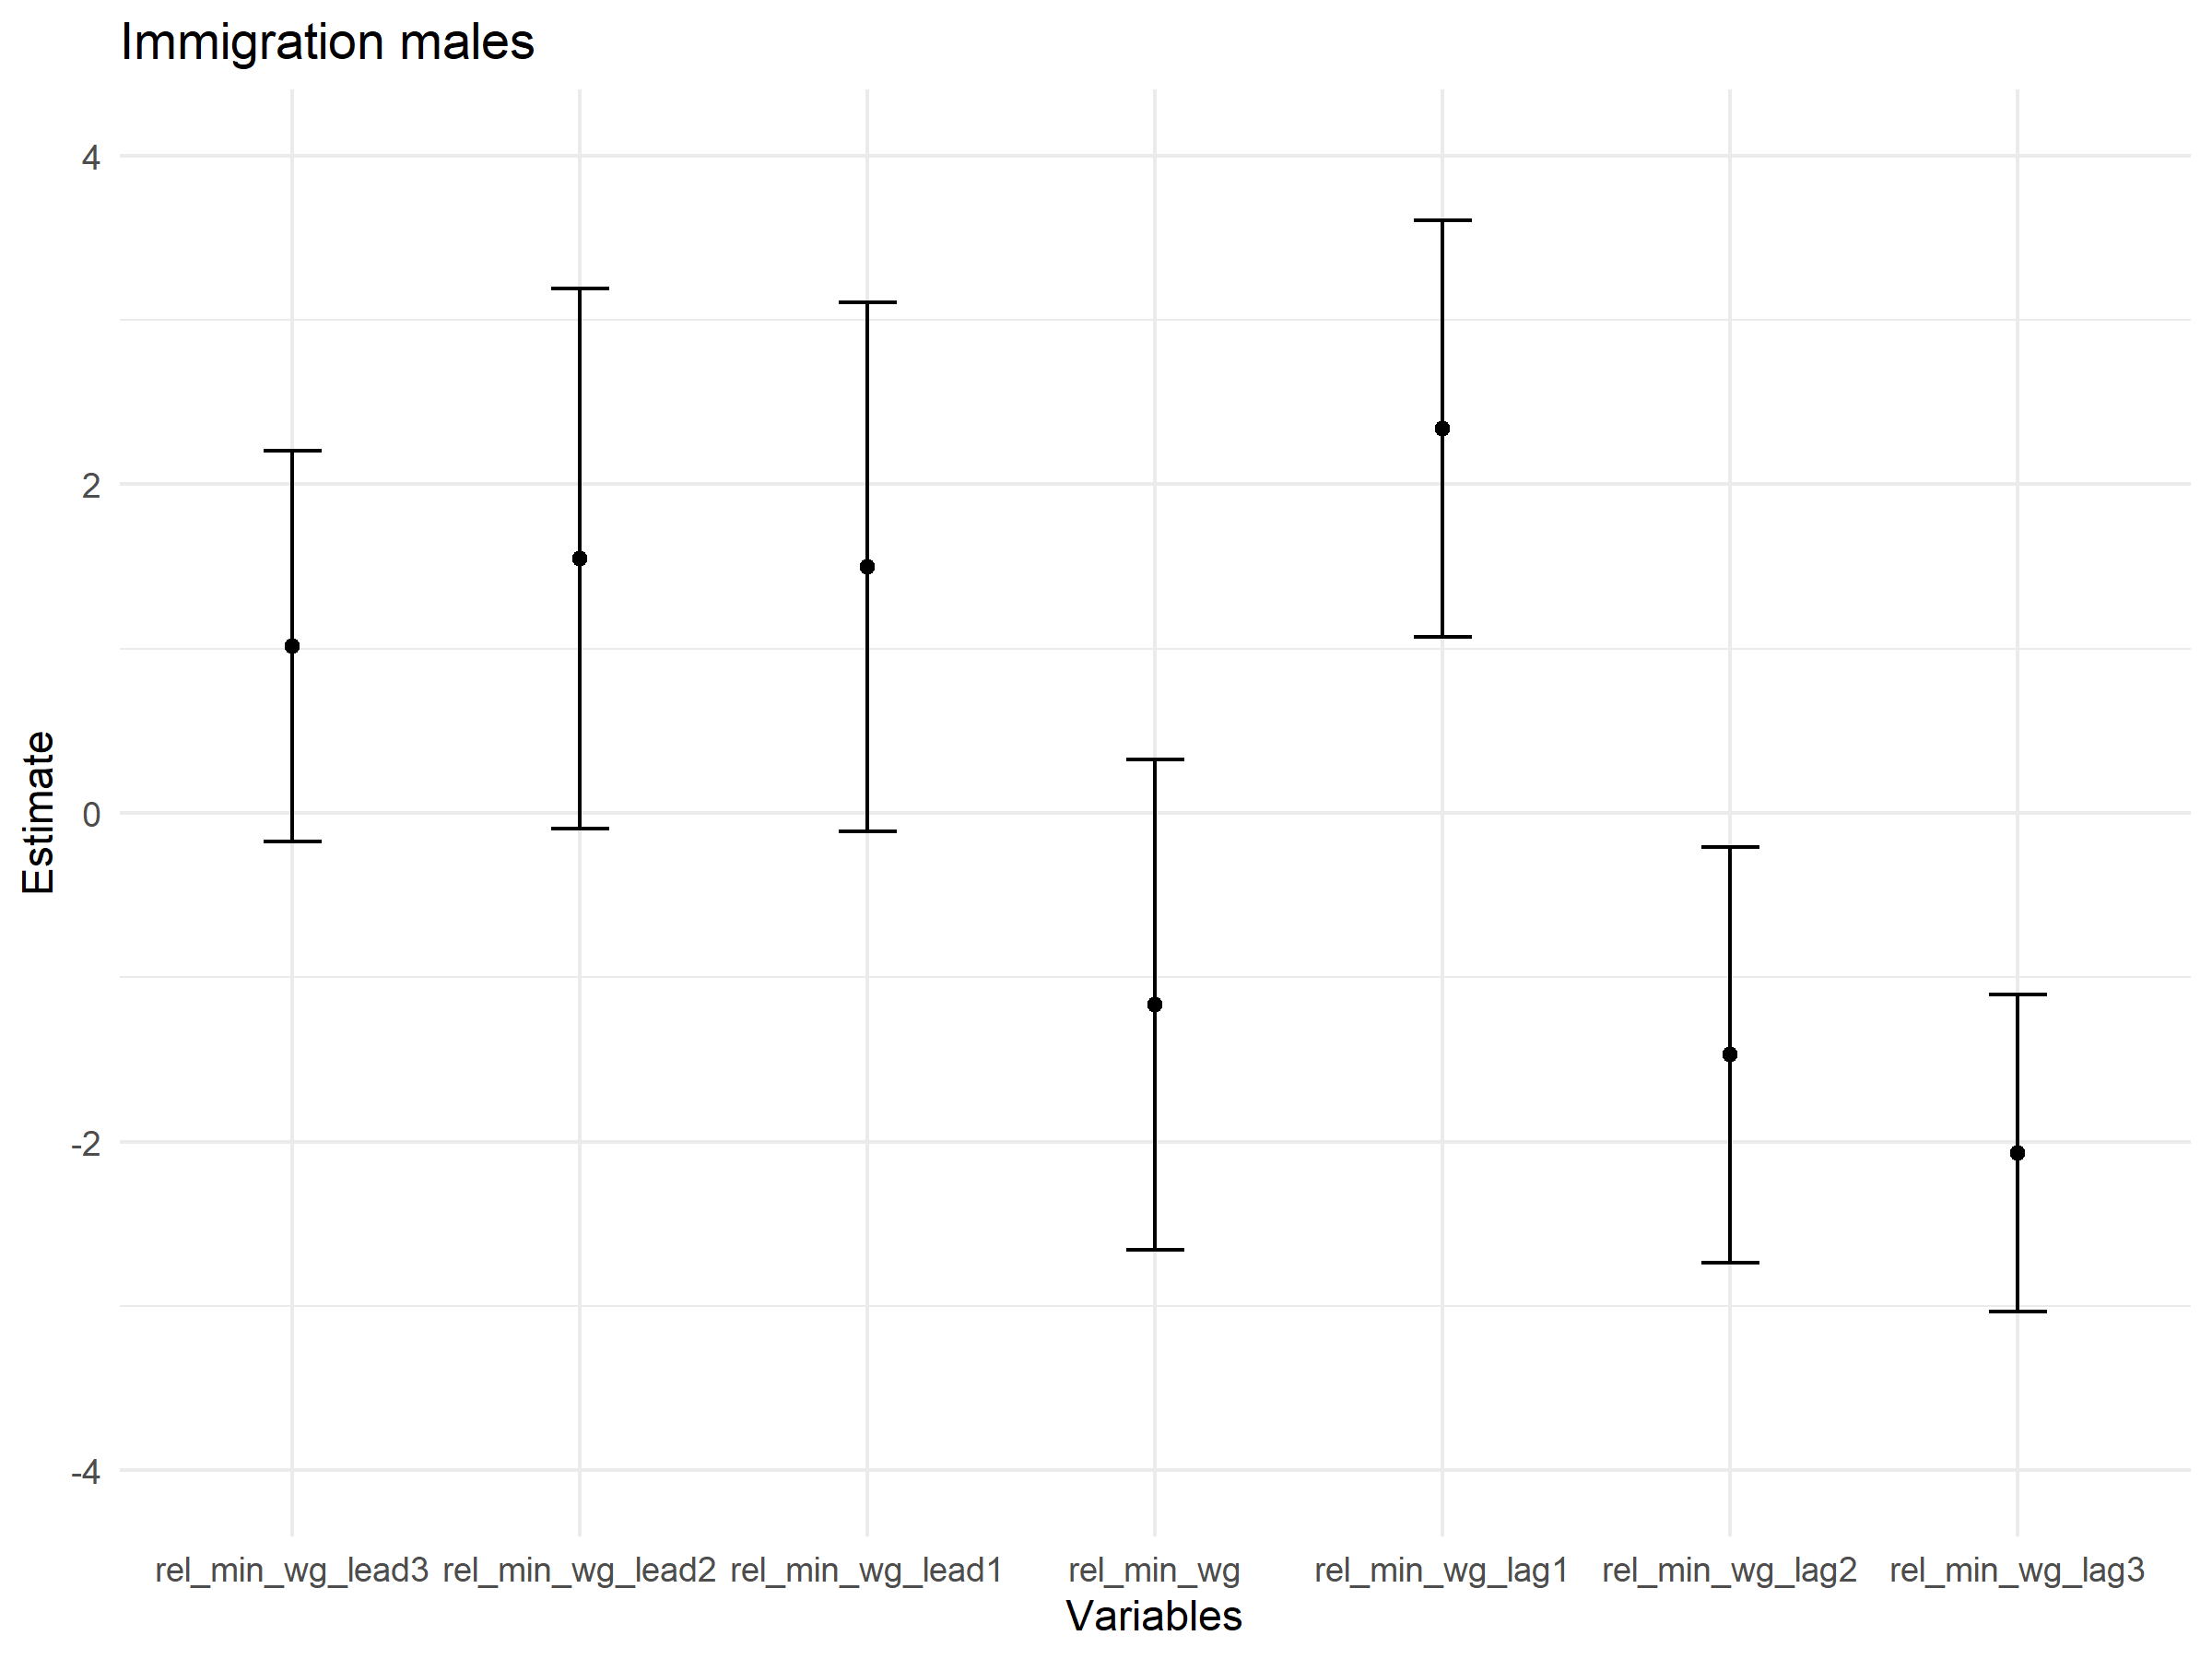 Immigration males
4
2
0
-2
-4
Estimate
rel_min_wg_lead3 rel_min_wg_lead2 rel_min_wg_lead1 rel_min_wg rel_min_wg_lag1 rel_min_wg_lag2 rel_min_wg_lag3
Variables